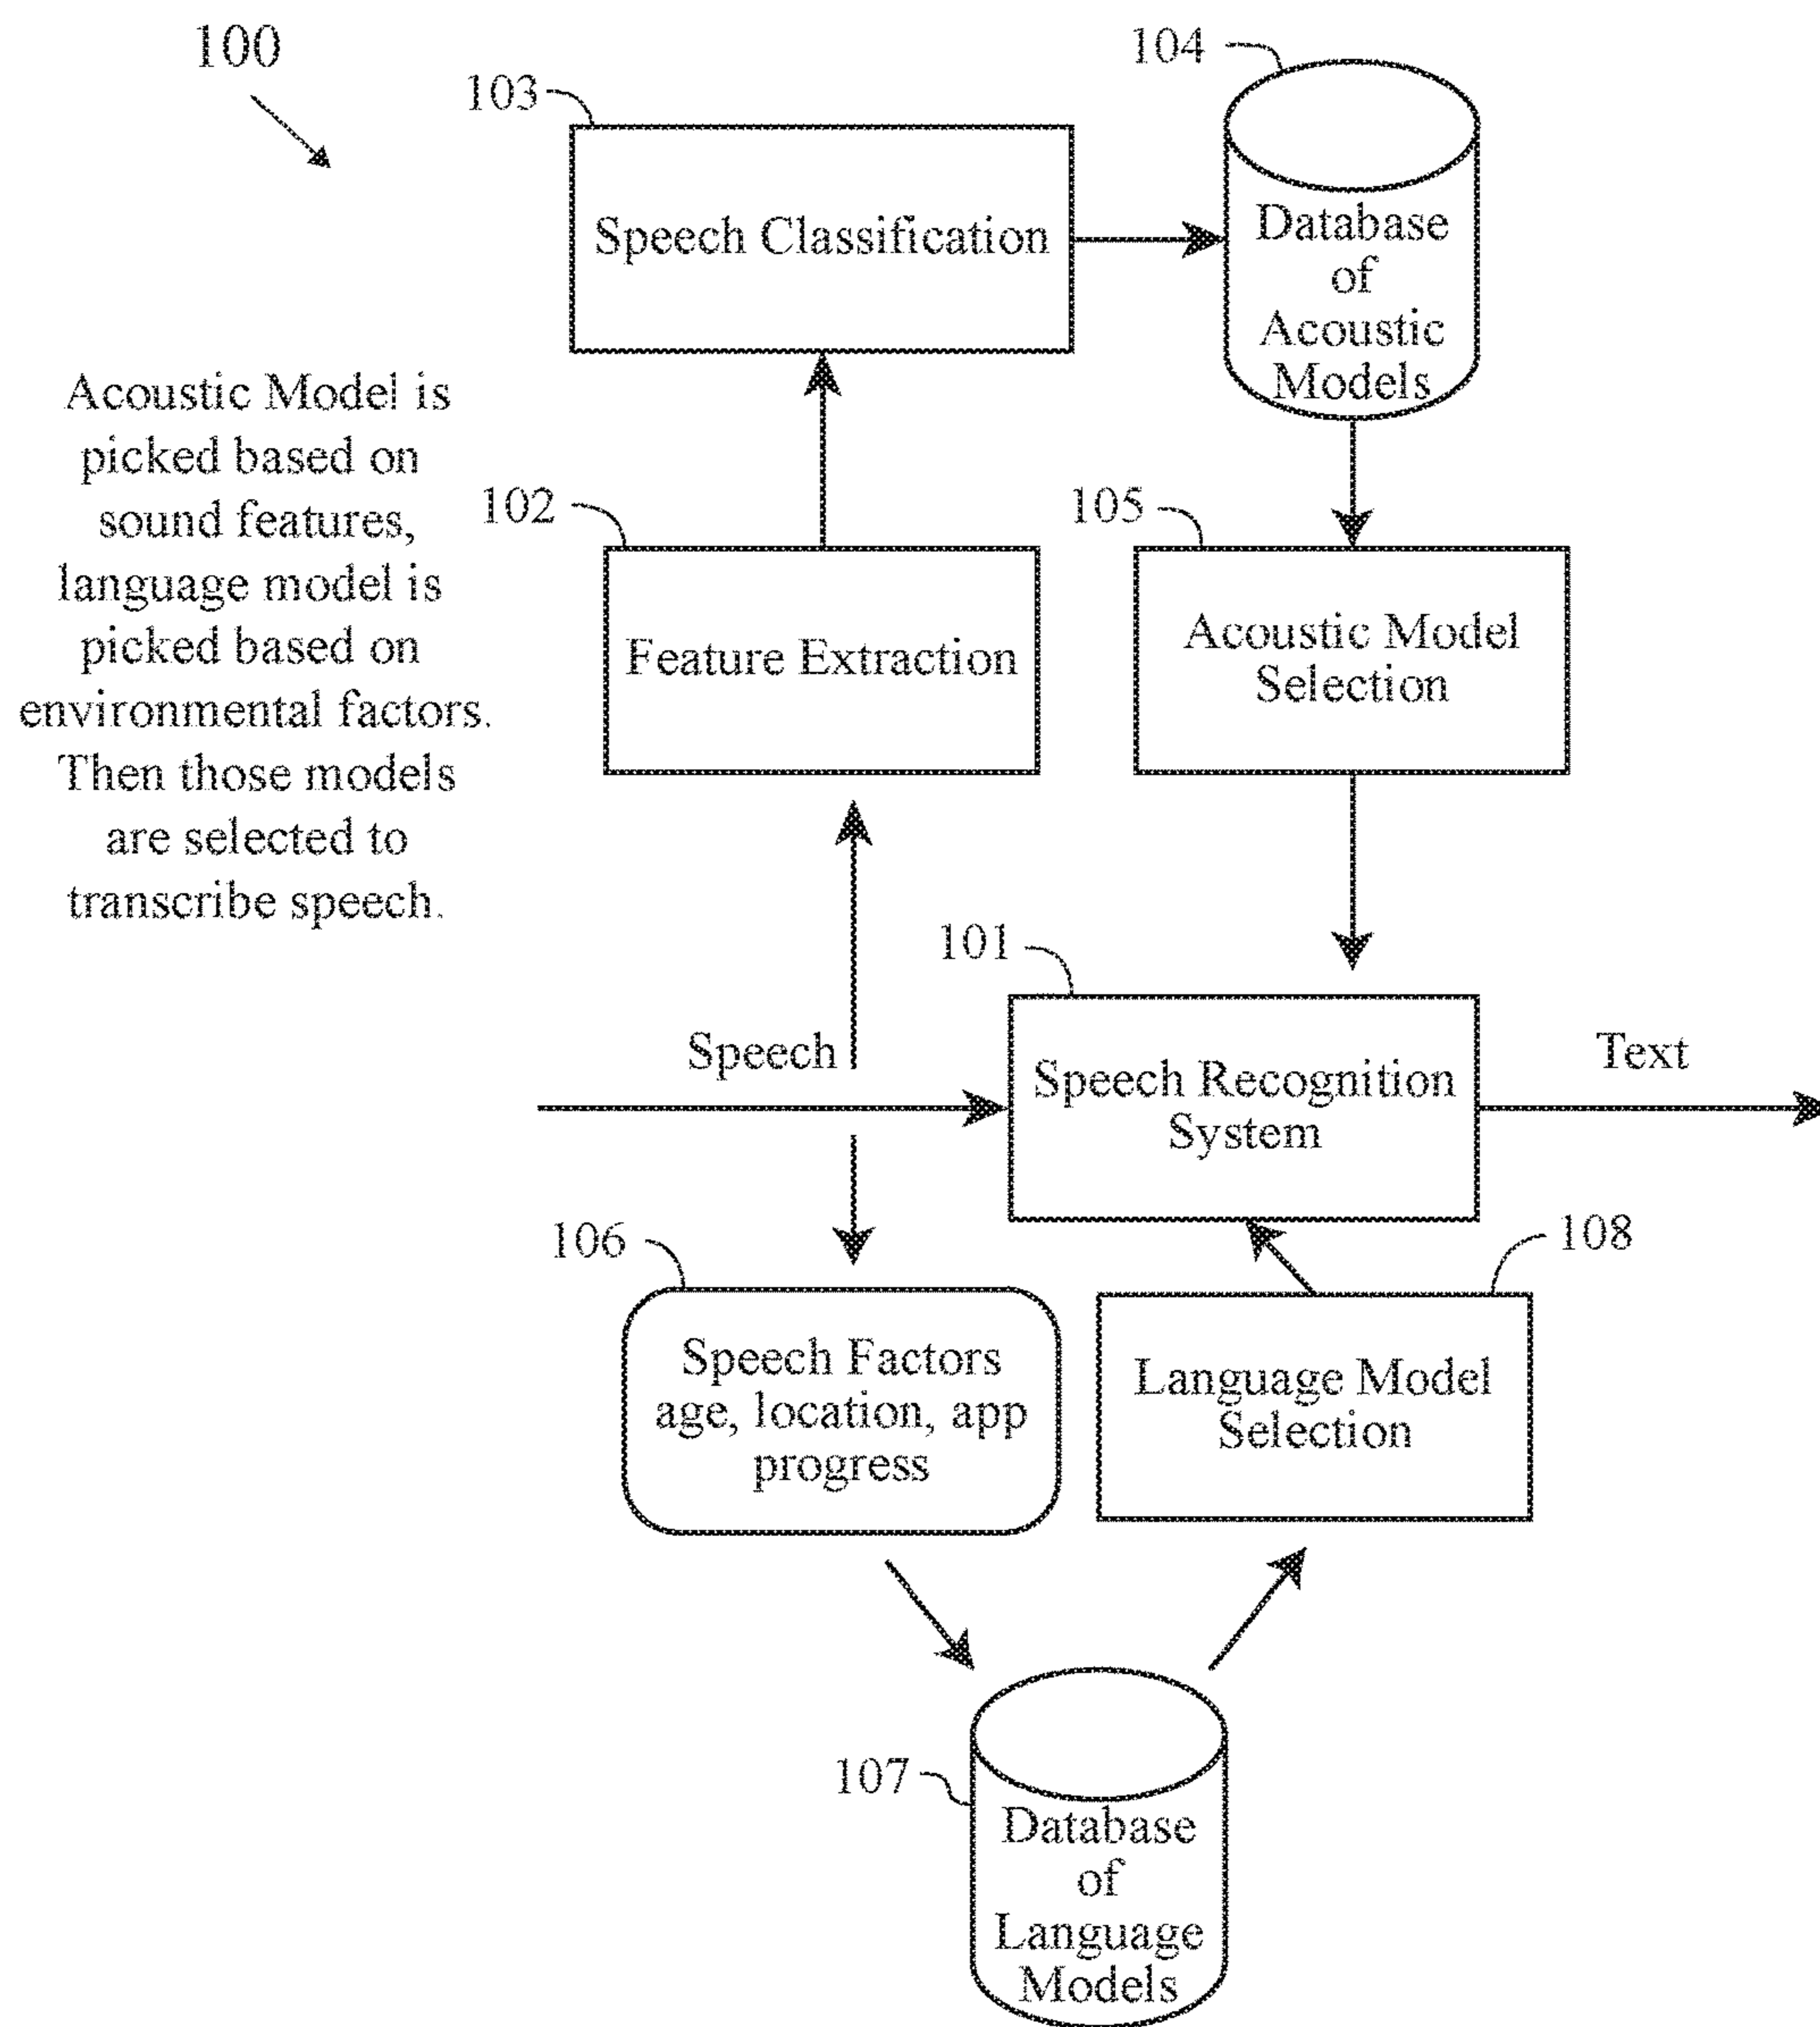 100
103
104
Speech Classification
Database
of
Acoustic
Models
Acoustic Model is
picked based on
sound features,
language model is
picked based on
environmental factors.
Then those models
are selected to
transcribe speech.
102
105
Feature Extraction
Acoustic Model
Selection
101
Speech
Speech Recognition
System
Text
106
108
Speech Factors
age, location, app
progress
Language Model
Selection
107
Database
of
Language
Models